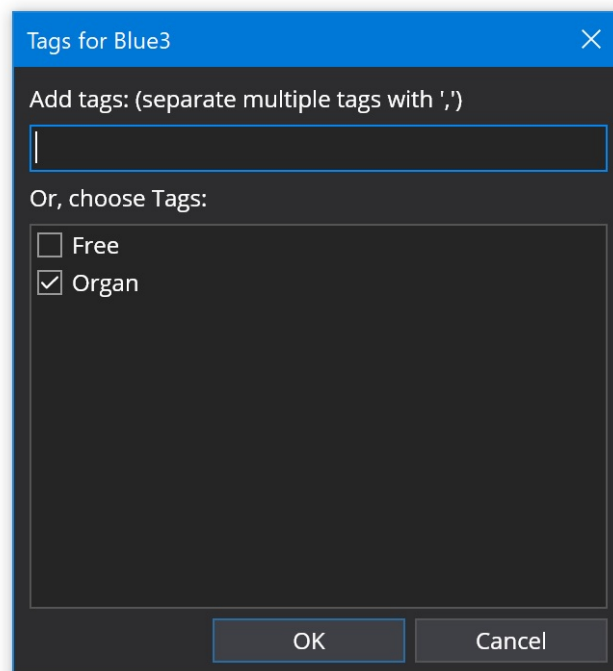 Tags for Blue3
Add tags: (separate multiple tags with ',')
Or, choose Tags:
Free
Organ
OK
Cancel